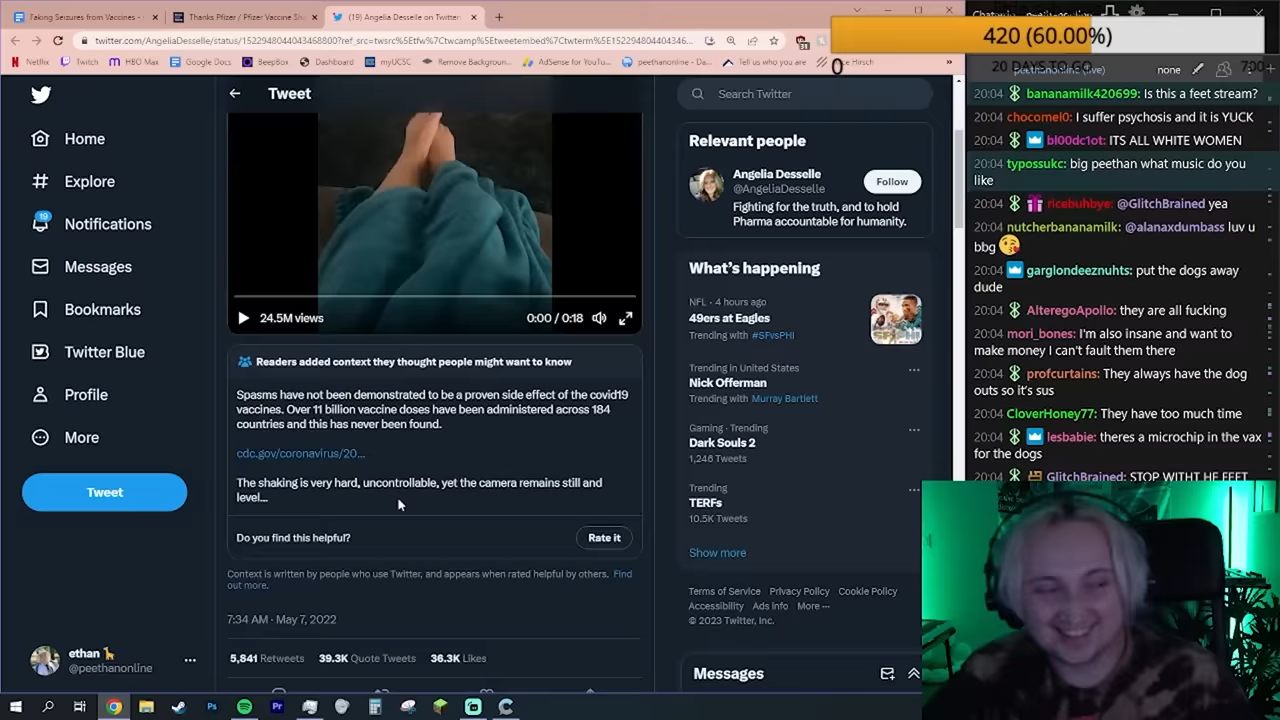 Faking Seizures from Vaccines -
Thanks Pfizer / Pfizer Vaccine Sh
(19) Angelia Desselle on Twitter:
twitter.com/AngeliaDesselle/status/1522948044043468800?ref_src=twsrc%5Etfw%7Ctwcamp%5Etweetembed%7Ctwterm%5E152294804404346...
Netflix
Twitch
HBO Max
Google Docs
BeepBox
Dashboard
myUCSC
Remove Background...
AdSense for YouTu...
peethanonline - Onli...
Tell us who you are
Hirsch
»
420 (60.00%)
20 DAYS TO GO
0
700
peethanonline (live)
none
Home
Explore
19
Notifications
Messages
Bookmarks
Twitter Blue
Profile
More
Tweet
ethan
@peethanonline
Tweet
24.5M views
0:00 / 0:18
Readers added context they thought people might want to know
Spasms have not been demonstrated to be a proven side effect of the covid19
vaccines. Over 11 billion vaccine doses have been administered across 184
countries and this has never been found.
cdc.gov/coronavirus/20...
The shaking is very hard, uncontrollable, yet the camera remains still and
level...
Do you find this helpful?
Rate it
Context is written by people who use Twitter, and appears when rated helpful by others. Find
out more.
7:34 AM · May 7, 2022
5,841 Retweets 39.3K Quote Tweets 36.3K Likes
Search Twitter
Relevant people
Angelia Desselle
@AngeliaDesselle
Follow
Fighting for the truth, and to hold
Pharma accountable for humanity.
What's happening
NFL · 4 hours ago
49ers at Eagles
Trending with #SFvsPHI
Trending in United States
Nick Offerman
Trending with Murray Bartlett
Gaming · Trending
Dark Souls 2
1,246 Tweets
Trending
TERFs
10.5K Tweets
Show more
Terms of Service Privacy Policy Cookie Policy
Accessibility Ads info More ···
© 2023 Twitter, Inc.
Messages
20:04 bananamilk420699: Is this a feet stream?
20:04 chocomel0: I suffer psychosis and it is YUCK
20:04 bl00dc1ot: ITS ALL WHITE WOMEN
20:04 typossukc: big peethan what music do you
like
20:04 ricebuhbye: @GlitchBrained yea
20:04 nutcherbananamilk: @alanaxdumbass luv u
bbg
20:04 garglondeeznuhts: put the dogs away
dude
20:04 AlteregoApollo: they are all fucking
20:04 mori_bones: I'm also insane and want to
make money I can't fault them there
20:04 profcurtains: They always have the dog
outs so it's sus
20:04 CloverHoney77: They have too much time
20:04 lesbabie: theres a microchip in the vax
for the dogs
20:04 GlitchBrained: STOP WITHT HE FEET